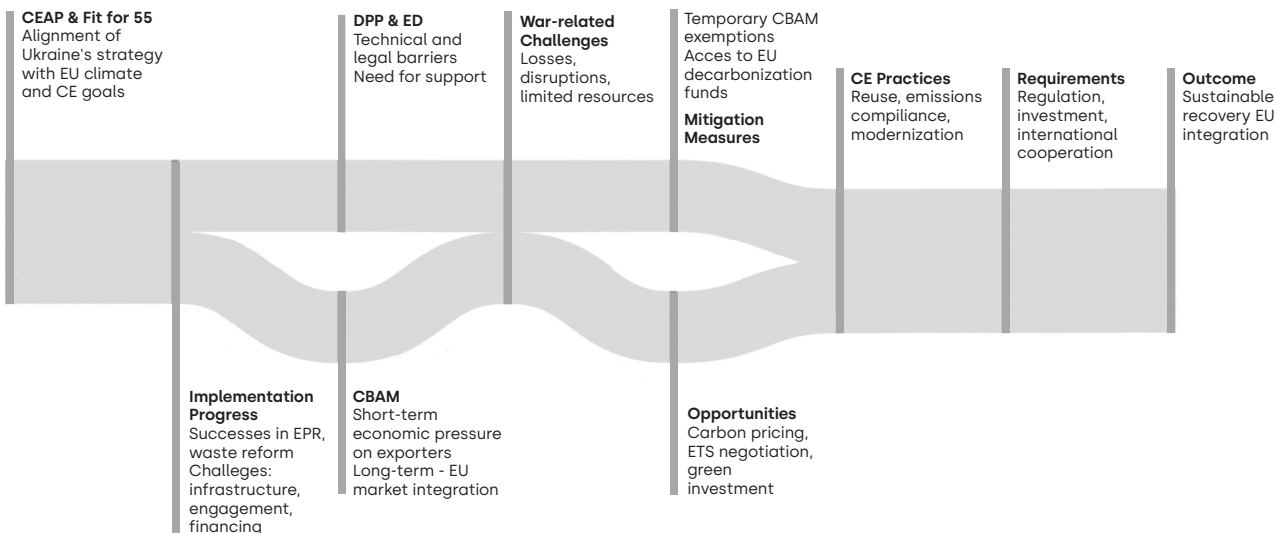 CEAP & Fit for 55
Alignment of
Ukraine's strategy
with EU climate
and CE goals
Implementation
Progress
Successes in EPR,
waste reform
Challeges:
infrastructure,
engagement,
financing
DPP & ED
Technical and
legal barriers
Need for support
CBAM
Short-term
economic pressure
on exporters
Long-term - EU
market integration
War-related
Challenges
Losses,
disruptions,
limited resources
Temporary CBAM
exemptions
Acces to EU
decarbonization
funds
Mitigation
Measures
Opportunities
Carbon pricing,
ETS negotiation,
green
investment
CE Practices
Reuse, emissions
compiliance,
modernization
Requirements
Regulation,
investment,
international
cooperation
Outcome
Sustainable
recovery EU
integration